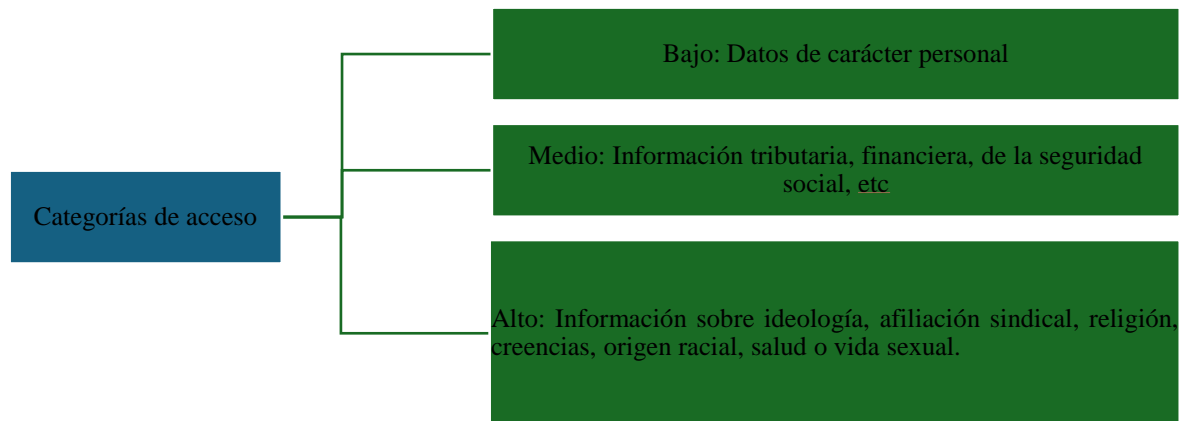 Categorías de acceso
Bajo: Datos de carácter personal
Medio: Información tributaria, financiera, de la seguridad
social, etc
Alto: Información sobre ideología, afiliación sindical, religión,
creencias, origen racial, salud o vida sexual.